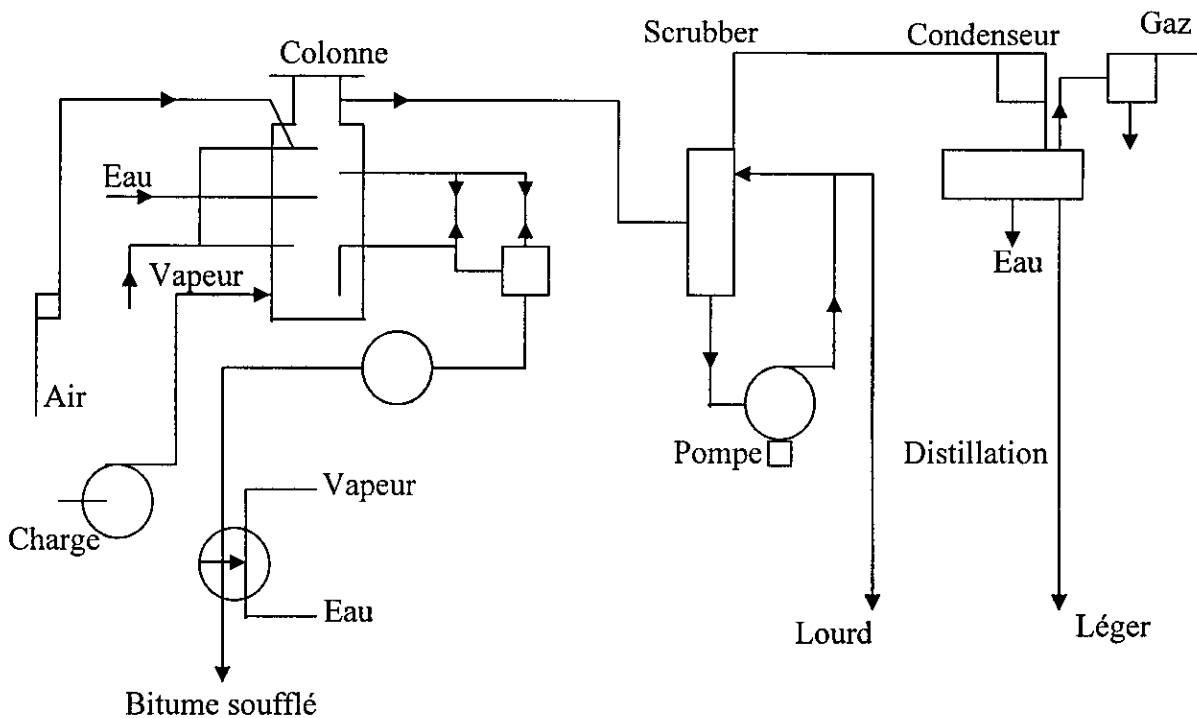 Gaz
Scrubber
Condenseur
Colonne
Eau
Vapeur
Eau
Air
Pompe
Distillation
Vapeur
Charge
Eau
Lourd
Léger
Bitume soufflé